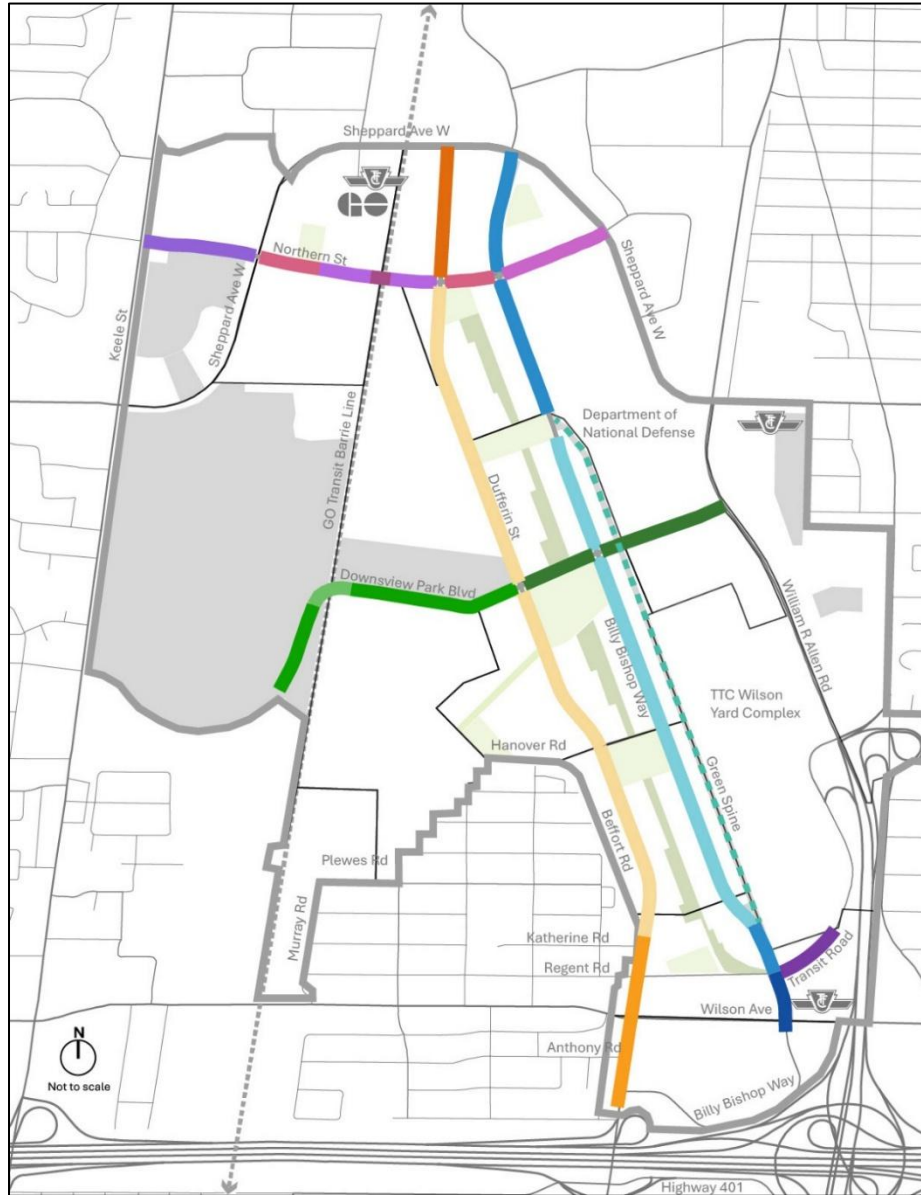 Sheppard Ave W
GO
Northern St
Sheppard Ave W
Sheppard Ave W
Keele St
GO Transit Barrie Line
Department of
National Defense
Dufferin St
Downsview Park Blvd
Billy Bishop Way
William R Allen Rd
TTC Wilson
Yard Complex
Hanover Rd
Green Spine
Beffort Rd
Plewes Rd
Murray Rd
Katherine Rd
Regent Rd
Transit Road
Wilson Ave
N
Not to scale
Anthony Rd
Billy Bishop Way
Highway 401